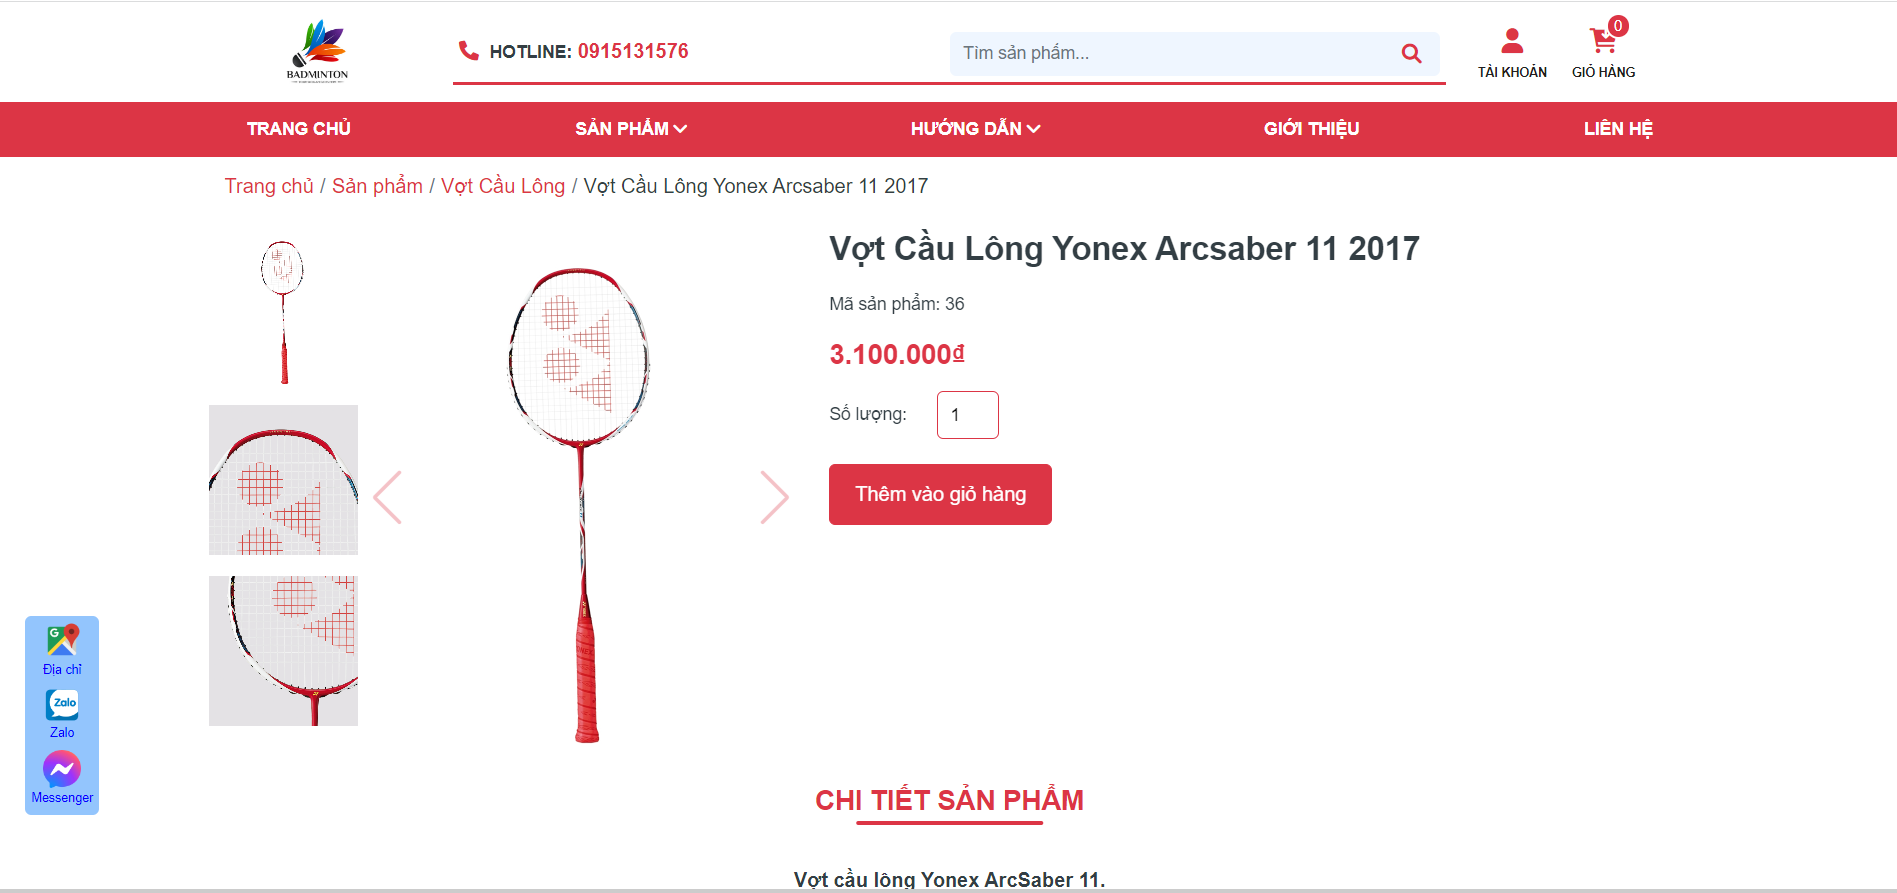 BADMINTON
HOTLINE: 0915131576
Tìm sản phẩm...
TÀI KHOẢN
0
GIỎ HÀNG
TRANG CHỦ
SẢN PHẨM
HƯỚNG DẪN
GIỚI THIỆU
LIÊN HỆ
Trang chủ / Sản phẩm / Vợt Cầu Lông / Vợt Cầu Lông Yonex Arcsaber 11 2017
Vợt Cầu Lông Yonex Arcsaber 11 2017
Mã sản phẩm: 36
3.100.000₫
Số lượng:
1
Thêm vào giỏ hàng
G
Địa chỉ
Zalo
Zalo
Messenger
CHI TIẾT SẢN PHẨM
Vợt cầu lông Yonex ArcSaber 11.